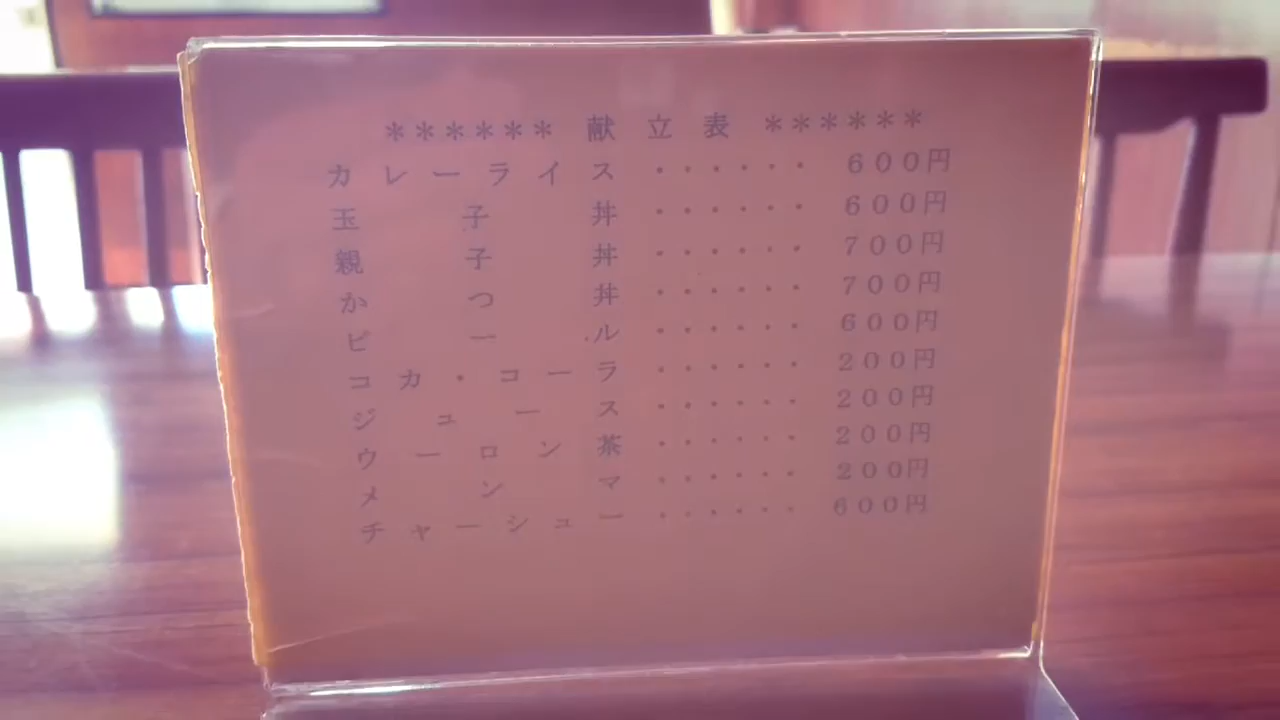 ****** 献立表 ******
カレーライス ・・・・・・ 600円
玉子丼 ・・・・・・ 600円
親子丼 ・・・・・・ 700円
かつ丼 ・・・・・・ 700円
ビール ・・・・・・ 600円
コカ・コーラ ・・・・・・ 200円
ジュース ・・・・・・ 200円
ウーロン茶 ・・・・・・ 200円
メンマ ・・・・・・ 200円
チャーシュー ・・・・・・ 600円